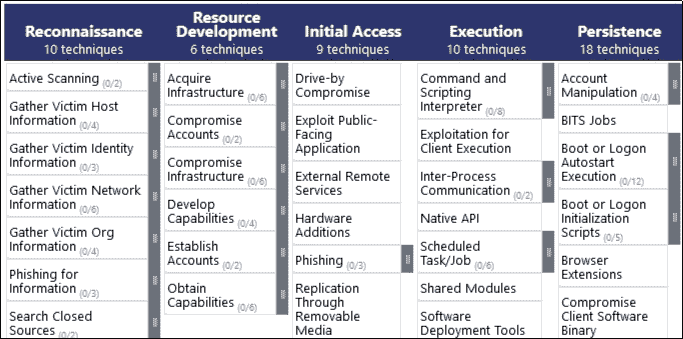 Reconnaissance
10 techniques
Active Scanning (0/2)
Gather Victim Host
Information (0/4)
Gather Victim Identity
Information (0/3)
Gather Victim Network
Information (0/6)
Gather Victim Org
Information (0/4)
Phishing for
Information (0/3)
Search Closed
Sources (0/2)
Resource
Development
6 techniques
Acquire
Infrastructure (0/6)
Compromise
Accounts (0/2)
Compromise
Infrastructure (0/6)
Develop
Capabilities (0/4)
Establish
Accounts (0/2)
Obtain
Capabilities (0/6)
Initial Access
9 techniques
Drive-by
Compromise
Exploit Public-
Facing
Application
External Remote
Services
Hardware
Additions
Phishing (0/3)
Replication
Through
Removable
Media
Execution
10 techniques
Command and
Scripting
Interpreter (0/8)
Exploitation for
Client Execution
Inter-Process
Communication (0/2)
Native API
Scheduled
Task/Job (0/6)
Shared Modules
Software
Deployment Tools
Persistence
18 techniques
Account
Manipulation (0/4)
BITS Jobs
Boot or Logon
Autostart
Execution (0/12)
Boot or Logon
Initialization
Scripts (0/5)
Browser
Extensions
Compromise
Client Software
Binary